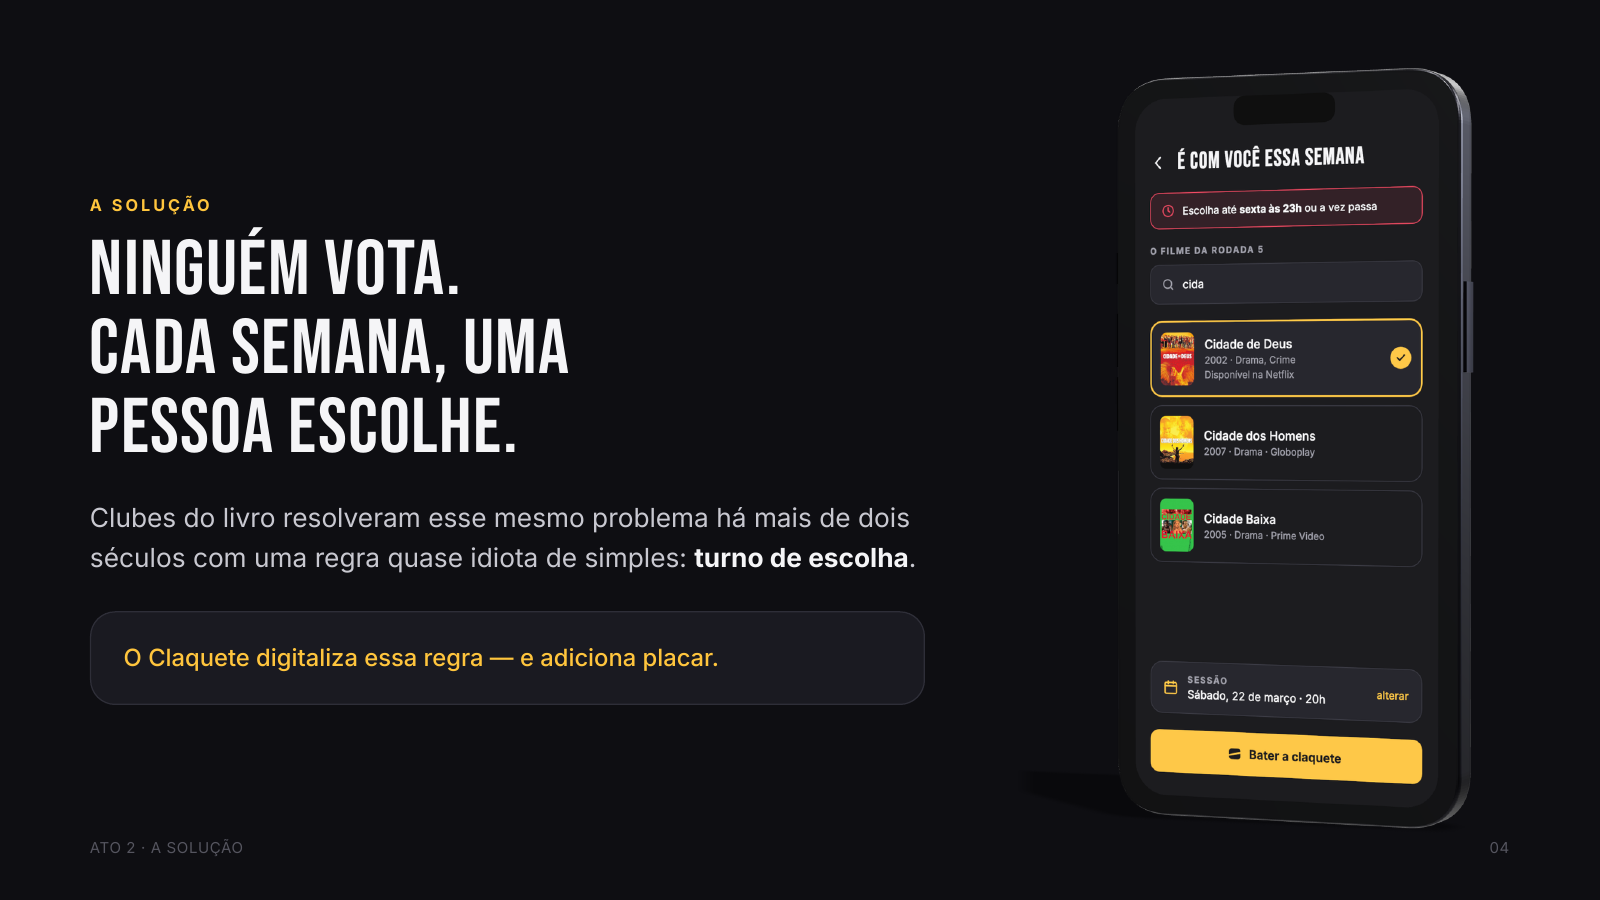 A SOLUÇÃO
NINGUÉM VOTA.
CADA SEMANA, UMA
PESSOA ESCOLHE.
Clubes do livro resolveram esse mesmo problema há mais de dois
séculos com uma regra quase idiota de simples: turno de escolha.
O Claquete digitaliza essa regra — e adiciona placar.
É COM VOCÊ ESSA SEMANA
Escolha até sexta às 23h ou a vez passa
O FILME DA RODADA 5
cida
CIDADE DE DEUS
Cidade de Deus
2002 · Drama, Crime
Disponível na Netflix
Cidade dos Homens
2007 · Drama · Globoplay
BAIXA
Cidade Baixa
2005 · Drama · Prime Video
SESSÃO
Sábado, 22 de março · 20h
alterar
Bater a claquete
ATO 2 · A SOLUÇÃO
04